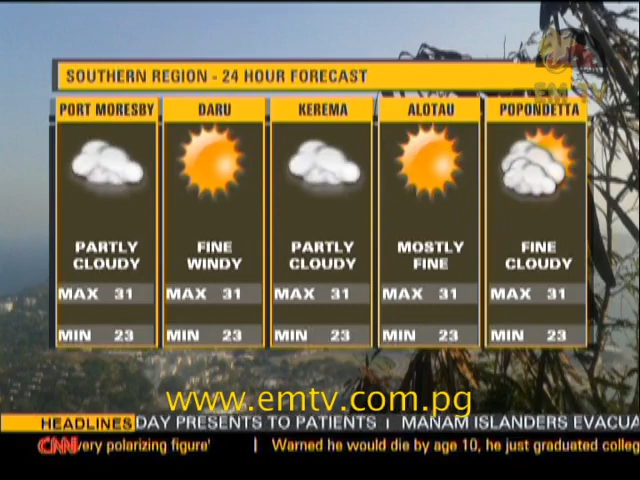 SOUTHERN REGION - 24 HOUR FORECAST
EM TV
PORT MORESBY
DARU
KEREMA
ALOTAU
POPONDETTA
PARTLY
CLOUDY
FINE
WINDY
PARTLY
CLOUDY
MOSTLY
FINE
FINE
CLOUDY
MAX 31
MAX 31
MAX 31
MAX 31
MAX 31
MIN 23
MIN 23
MIN 23
MIN 23
MIN 23
www.emtv.com.pg
HEADLINES DAY PRESENTS TO PATIENTS | MANAM ISLANDERS EVACUA
CNN very polarizing figure' | Warned he would die by age 10, he just graduated colleg